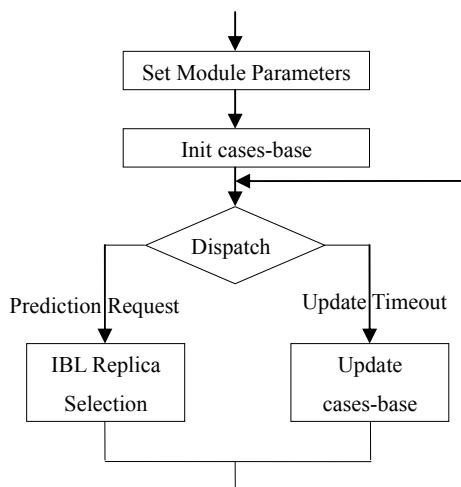 Set Module Parameters
Init cases-base
Dispatch
Prediction Request
Update Timeout
IBL Replica
Selection
Update
cases-base